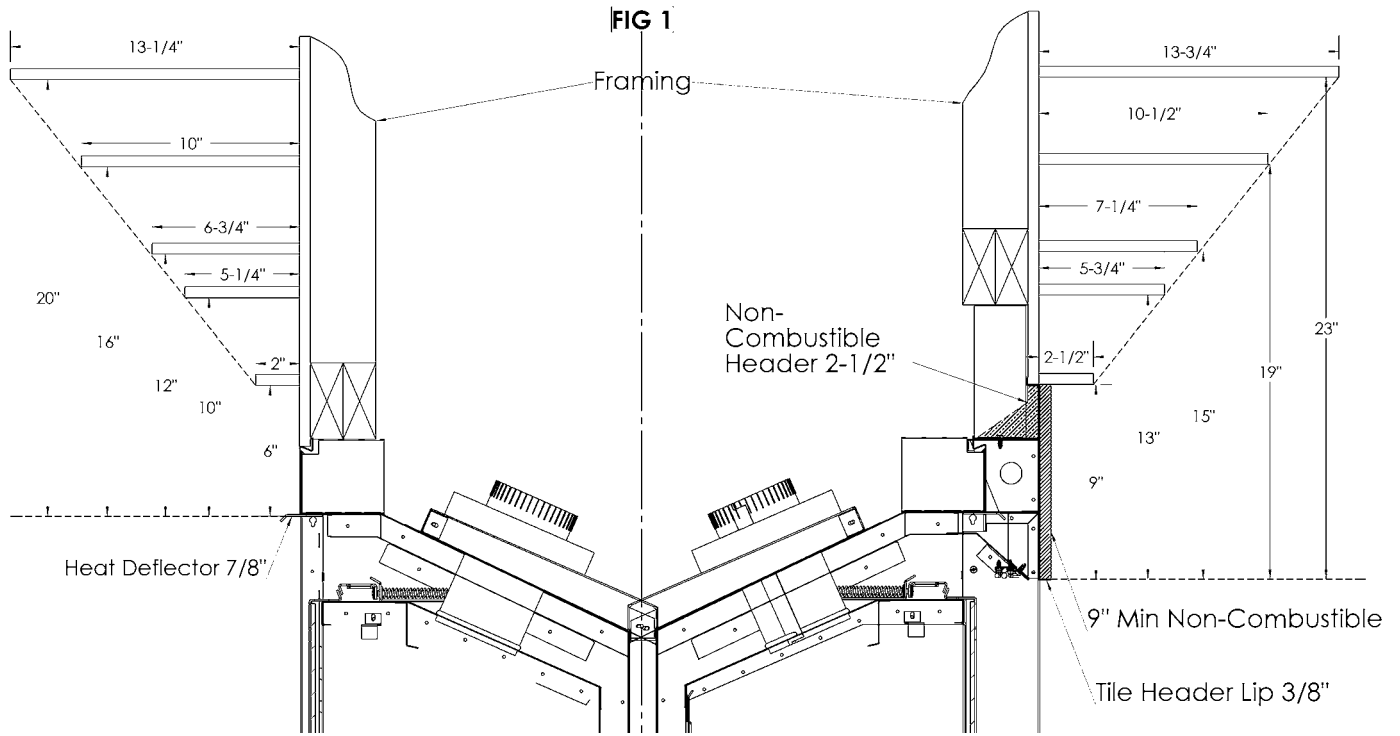 FIG 1
13-1/4"
13-3/4"
Framing
10"
10-1/2"
6-3/4"
7-1/4"
5-1/4"
5-3/4"
20"
Non-
Combustible
Header 2-1/2"
23"
16"
2"
2-1/2"
19"
12"
10"
15"
13"
6"
9"
Heat Deflector 7/8"
9" Min Non-Combustible
Tile Header Lip 3/8"